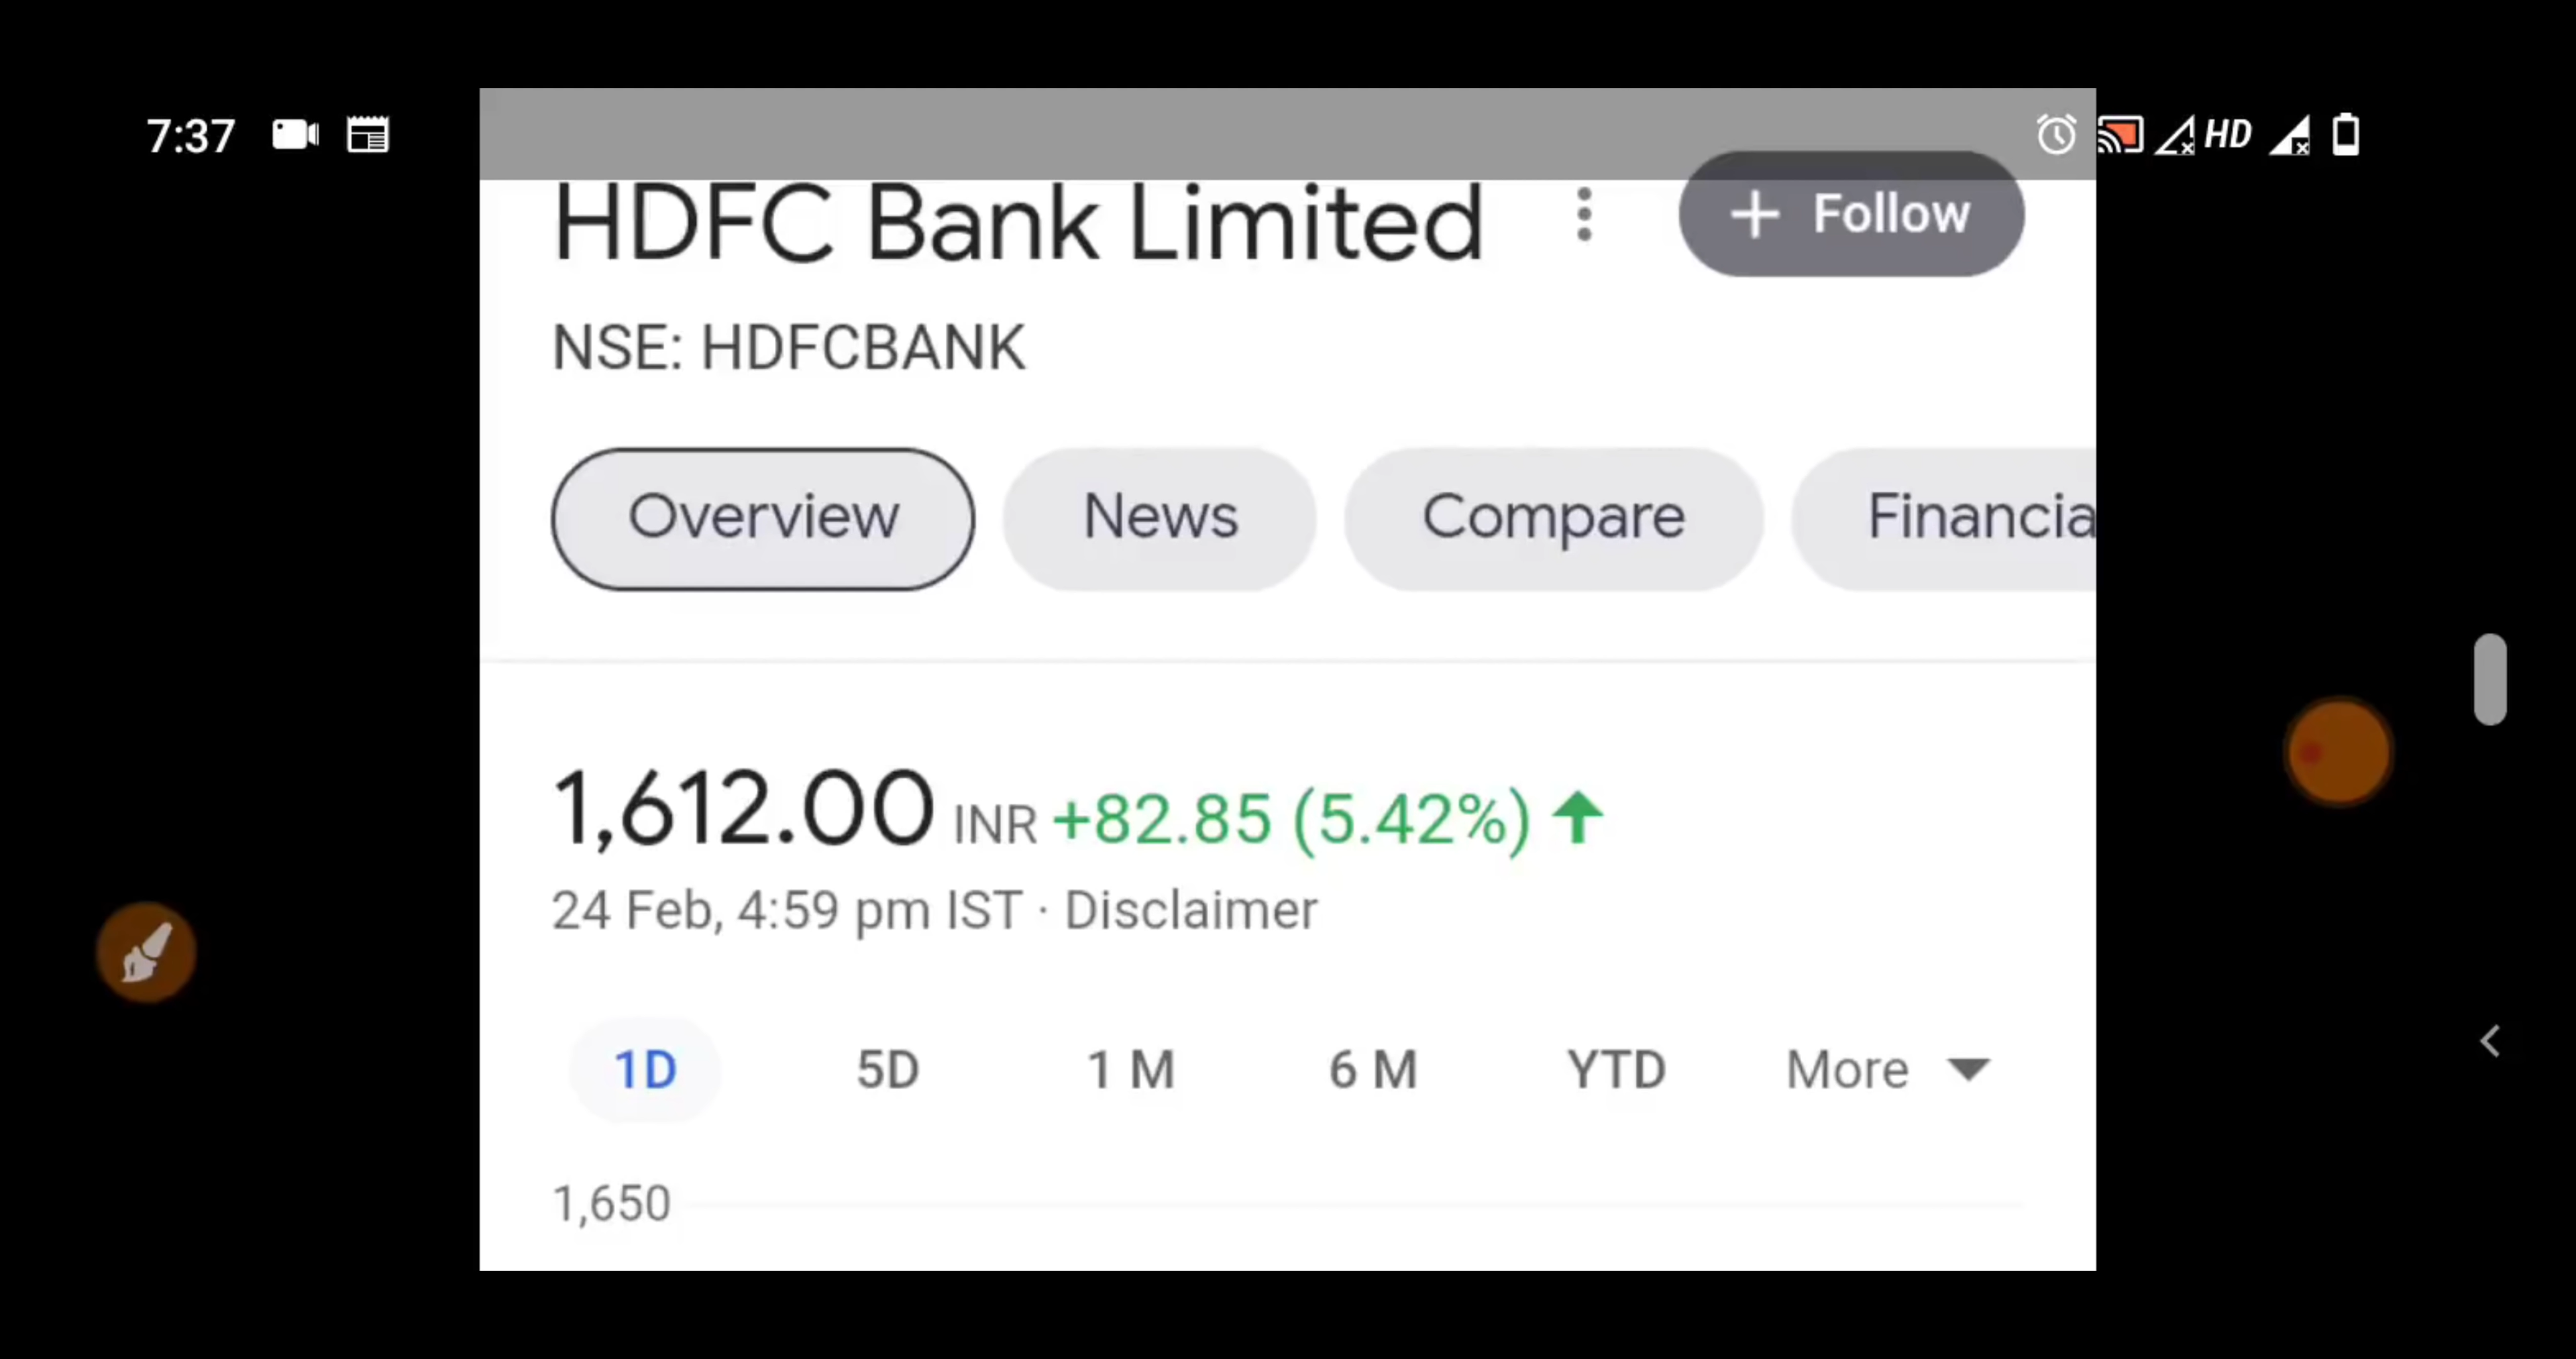 7:37
HD
HDFC Bank Limited
+ Follow
NSE: HDFCBANK
Overview
News
Compare
Financia
1,612.00 INR +82.85 (5.42%)
24 Feb, 4:59 pm IST · Disclaimer
1D
5D
1 M
6 M
YTD
More
1,650